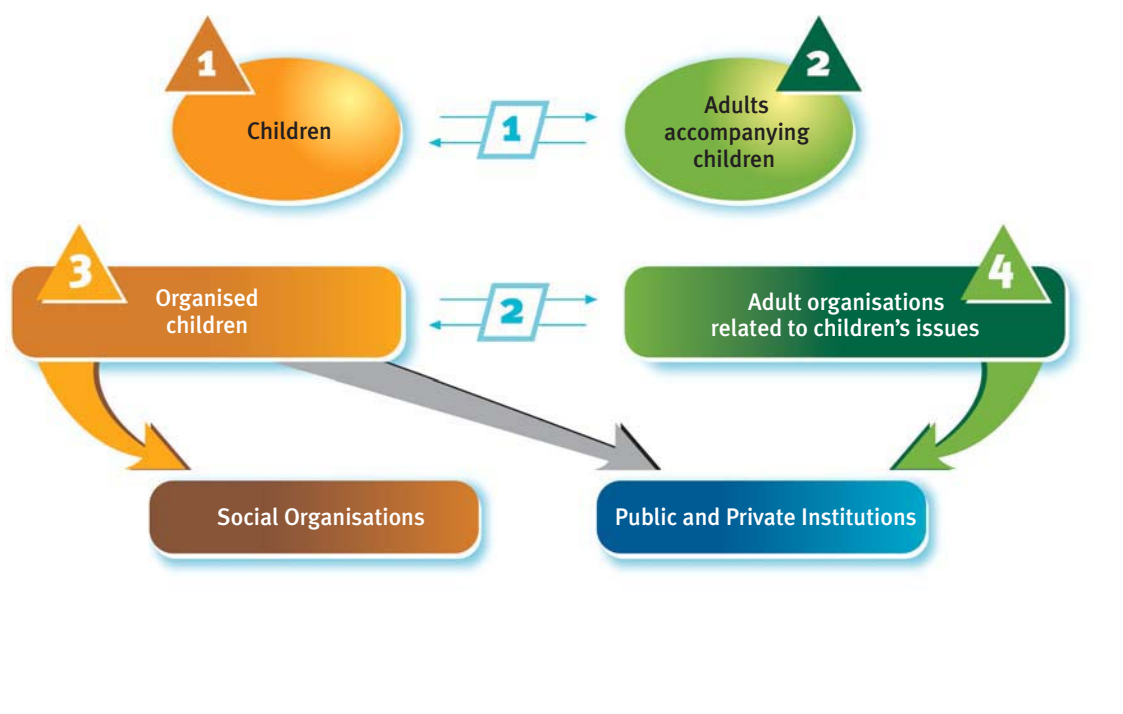 1
2
Children
1
Adults
accompanying
children
3
4
Organised
children
2
Adult organisations
related to children’s issues
Social Organisations
Public and Private Institutions